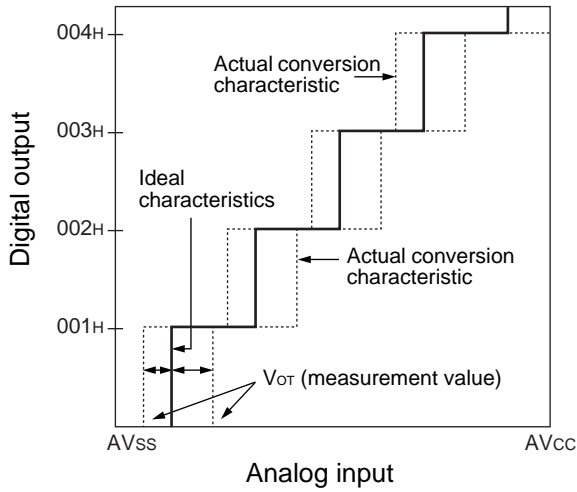 004H
Actual conversion
characteristic
003H
Ideal
characteristics
002H
Actual conversion
characteristic
001H
VOT (measurement value)
AVSS
AVCC
Analog input
Digital output